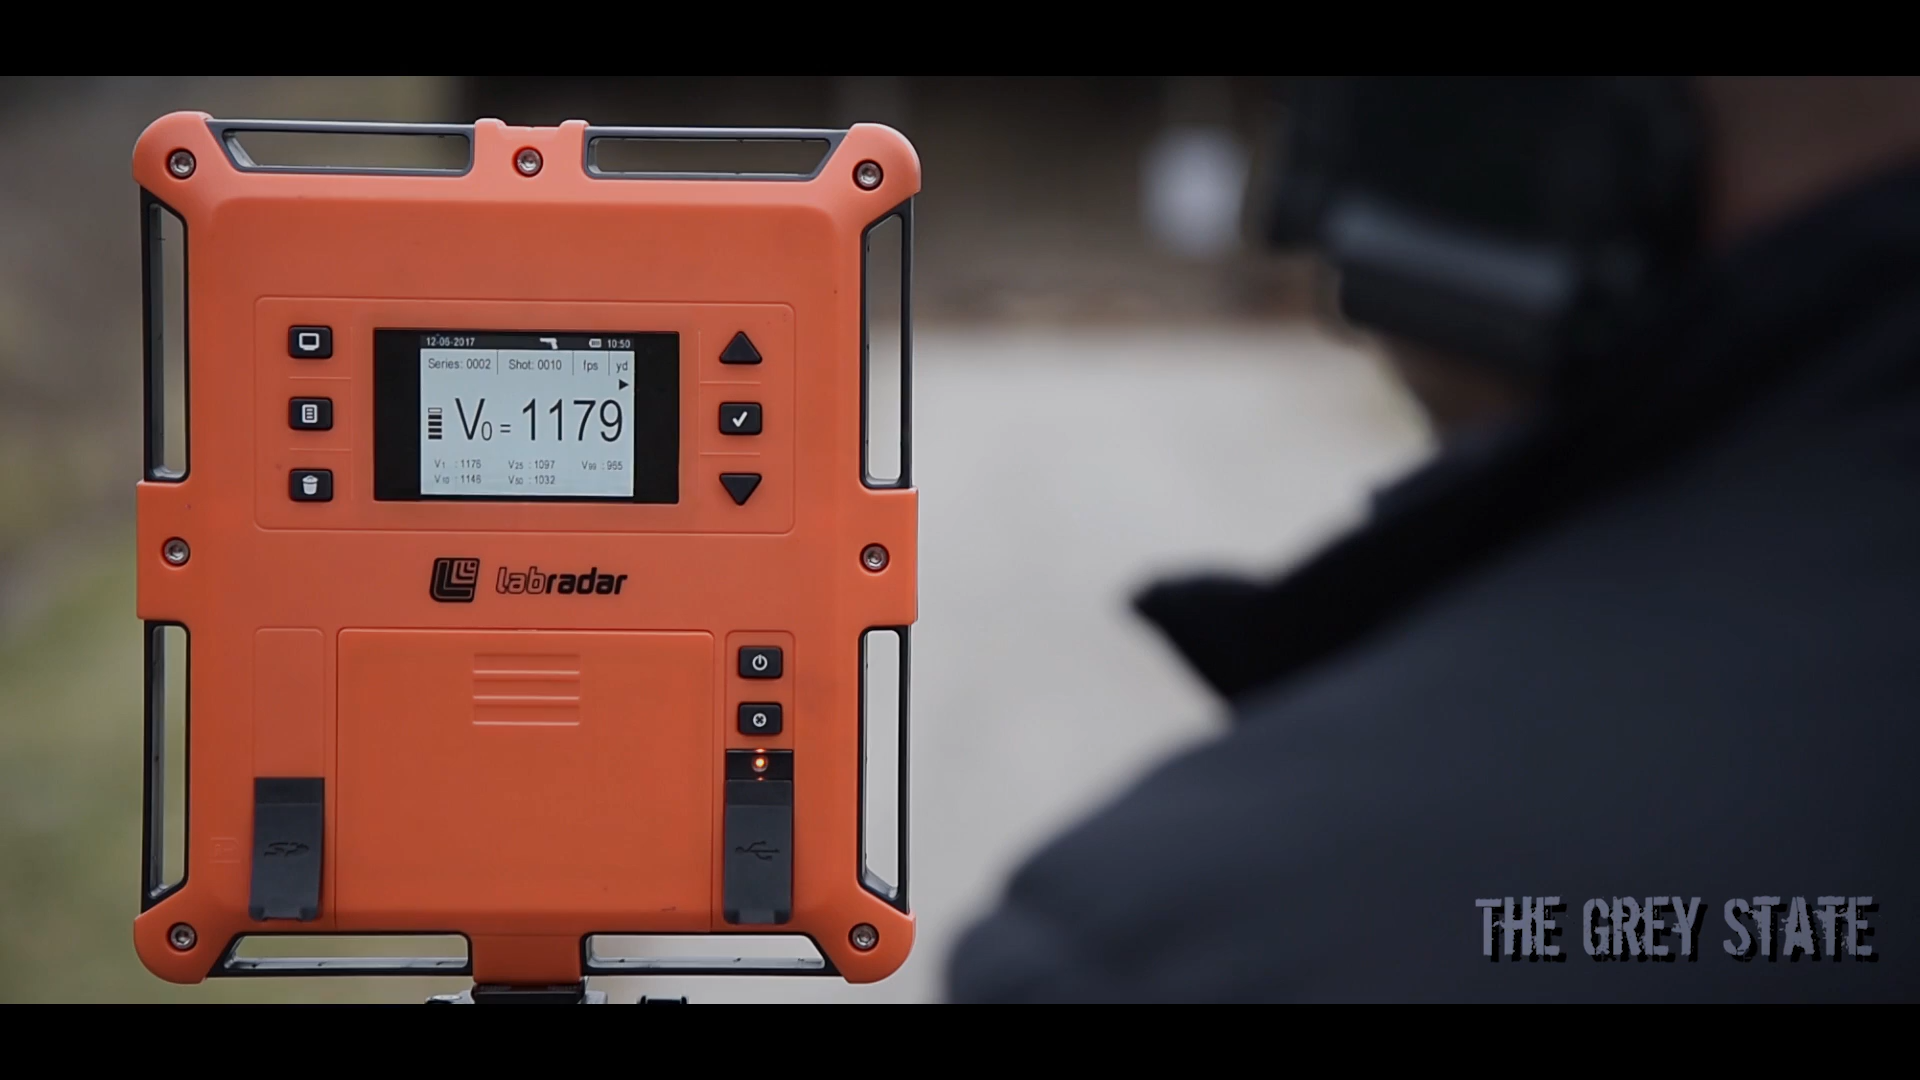 12-06-2017 10:50
Series: 0002 Shot: 0010 fps yd
V0 = 1179
V1 : 1176 V25 : 1097 V99 : 965
V10 : 1146 V50 : 1032
labradar
THE GREY STATE